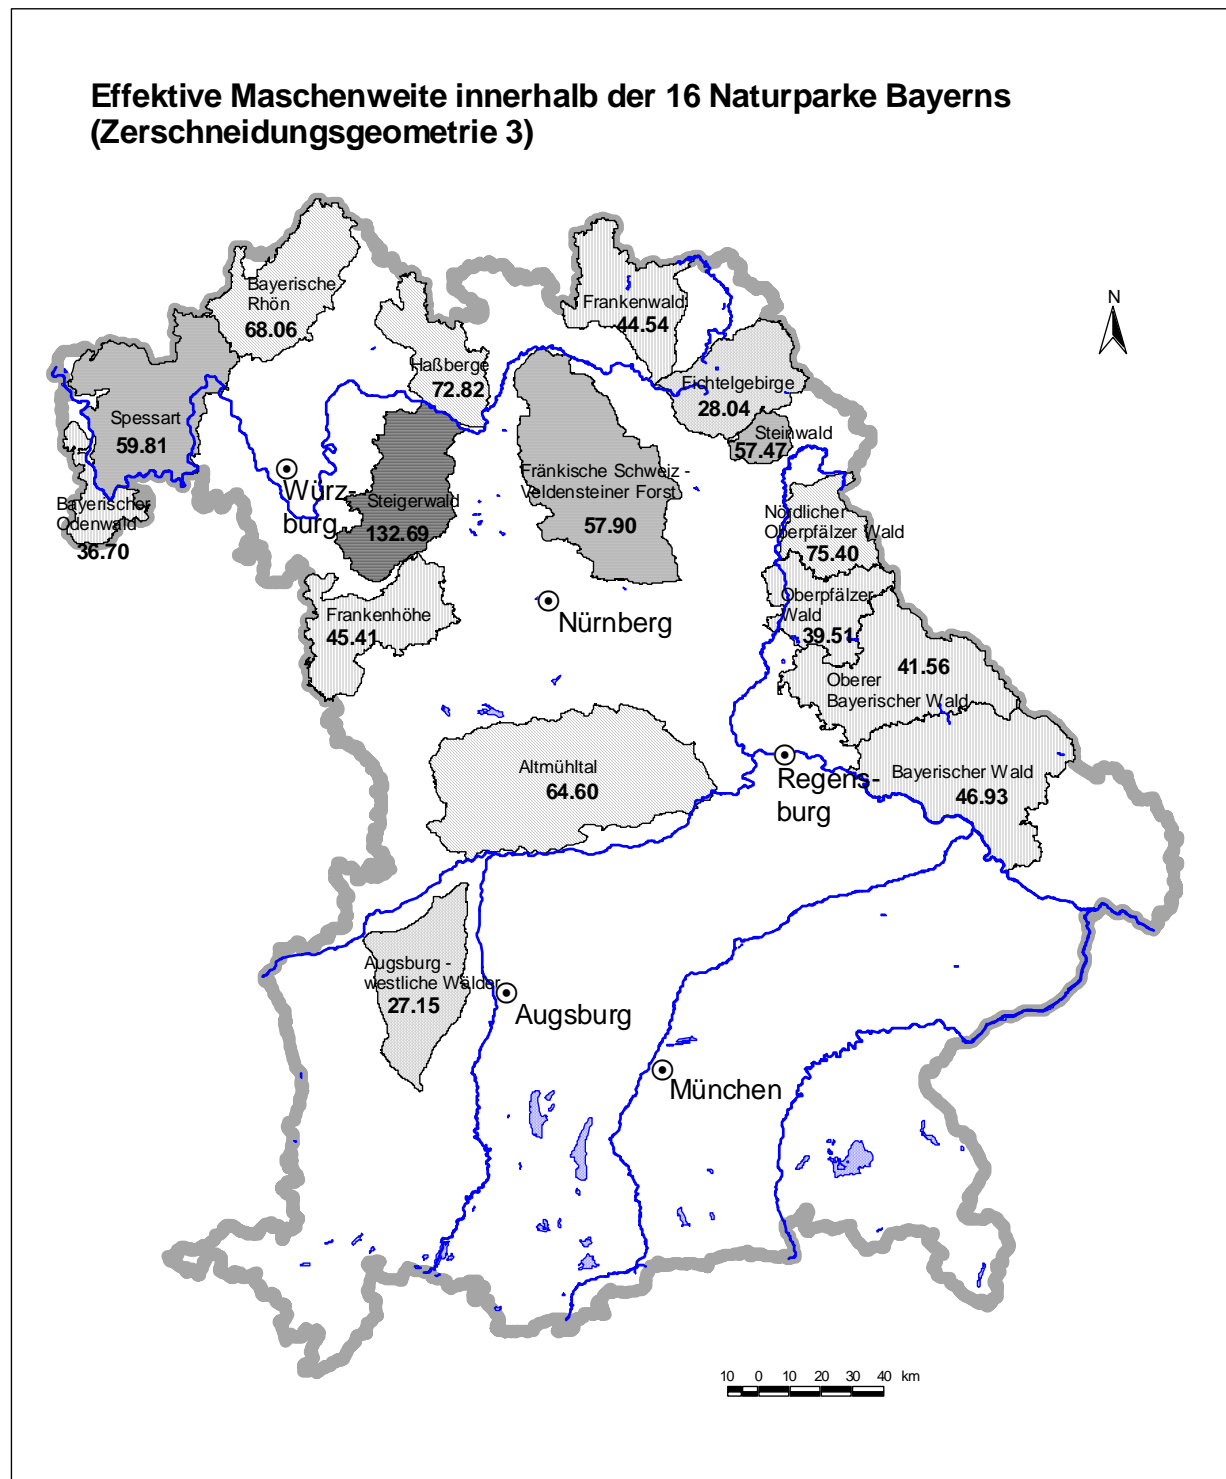 Effektive Maschenweite innerhalb der 16 Naturparke Bayerns
(Zerschneidungsgeometrie 3)
N
Bayerische
Rhön
68.06
Frankenwald
44.54
Haßberge
72.82
Fichtelgebirge
28.04
Spessart
59.81
Steinwald
57.47
Fränkische Schweiz -
Veldensteiner Forst
57.90
Würz-
burg
Steigerwald
132.69
Bayerischer
Odenwald
36.70
Nördlicher
Oberpfälzer Wald
75.40
Oberpfälzer
Wald
39.51
Frankenhöhe
45.41
Nürnberg
41.56
Oberer
Bayerischer Wald
Altmühltal
64.60
Regens-
burg
Bayerischer Wald
46.93
Augsburg -
westliche Wälder
27.15
Augsburg
München
10 0 10 20 30 40 km